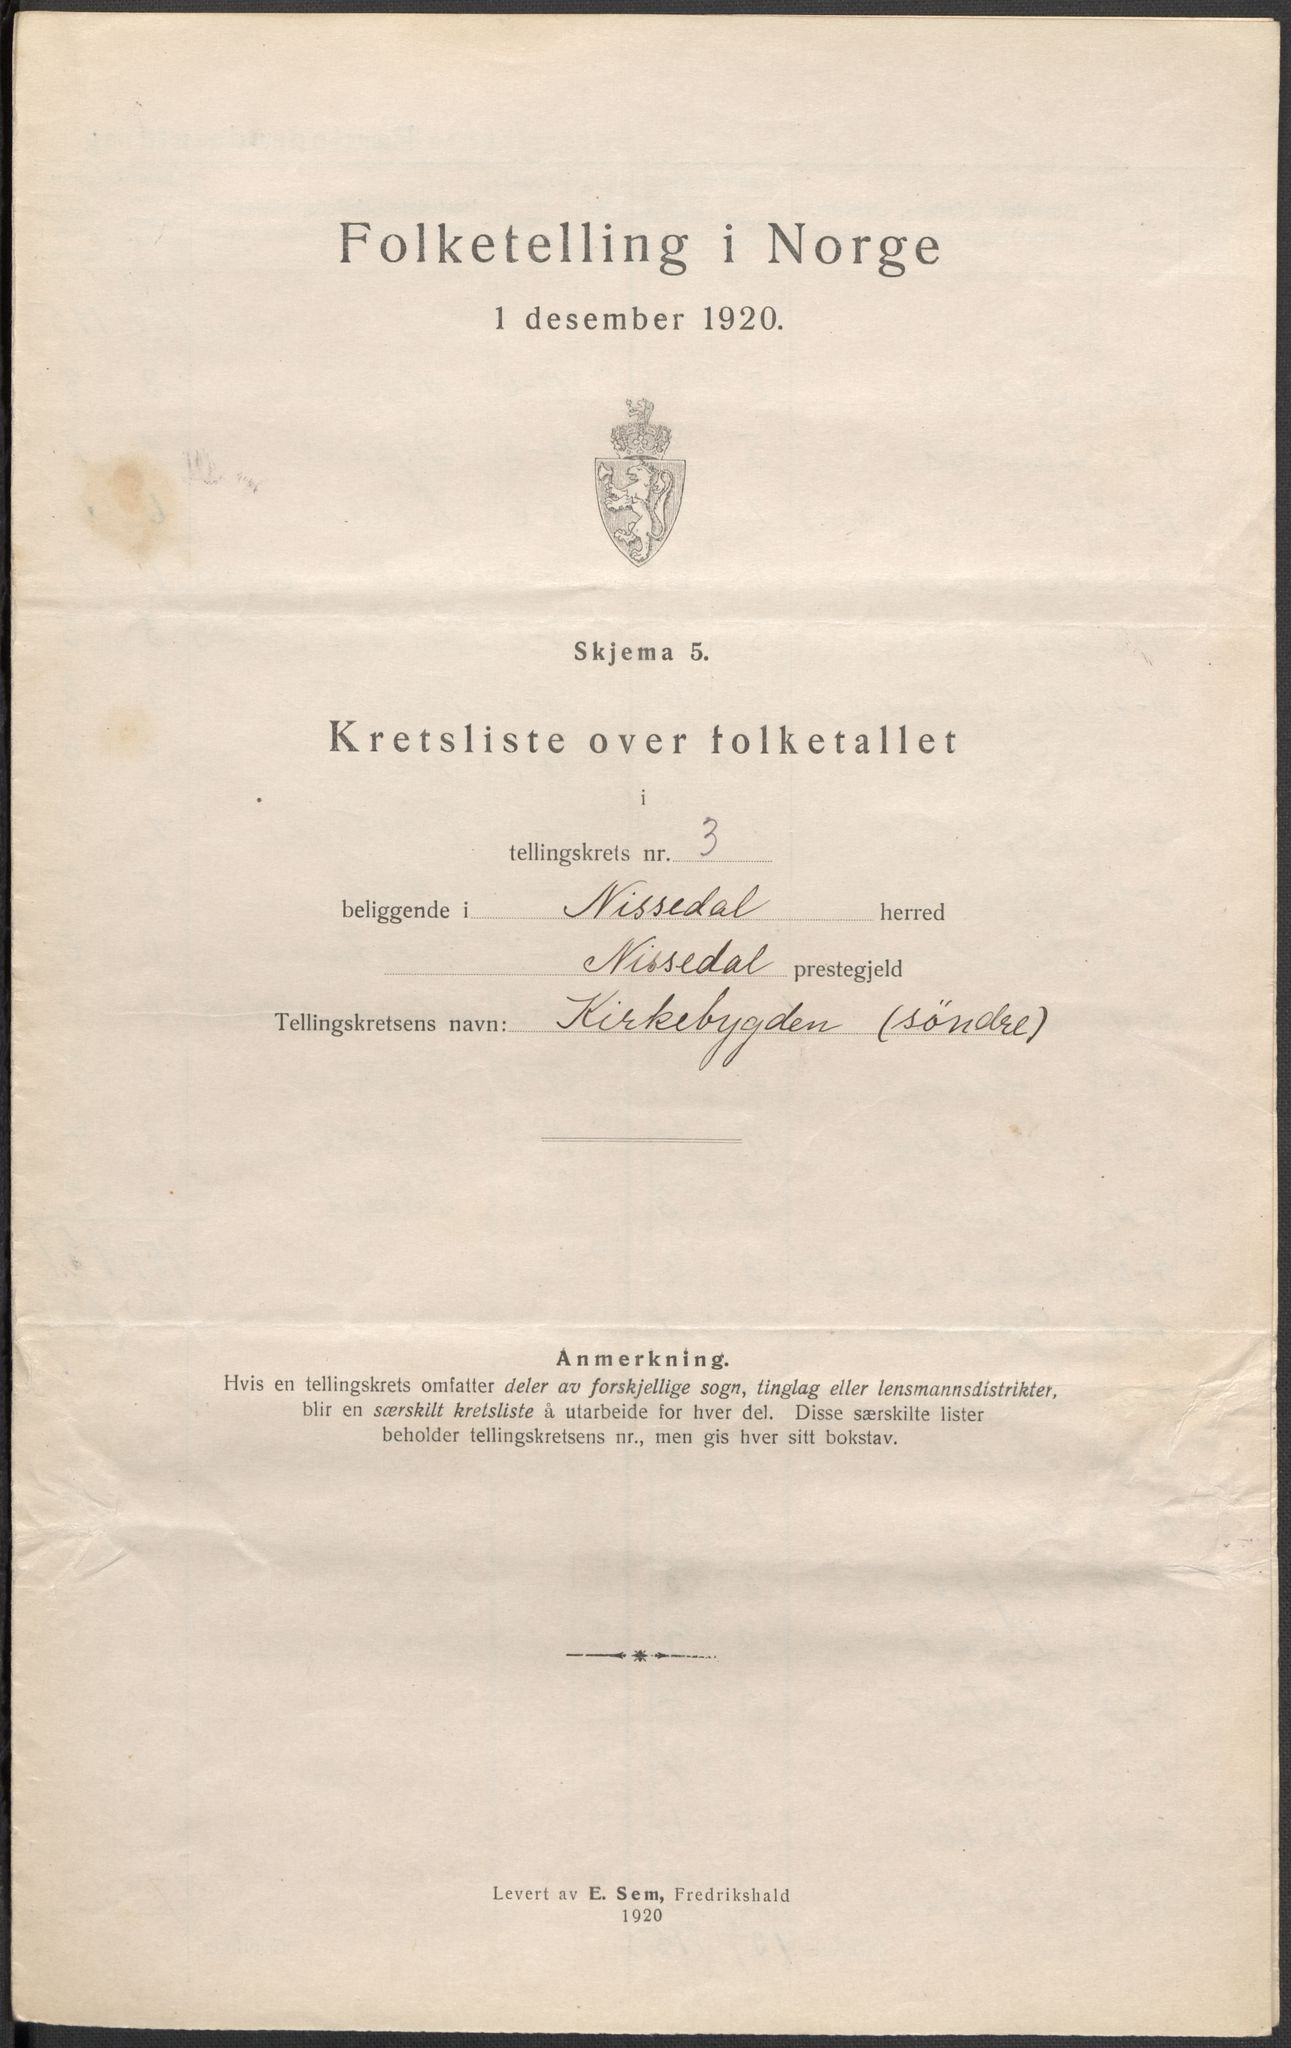 Folketelling i Norge
1 desember 1920.
Skjema 5.
Kretsliste over folketallet
i
tellingskrets nr. 3
beliggende i Nissedal herred
Nissedal prestegjeld
Tellingskretsens navn: Kirkebygden (söndre)
Anmerkning.
Hvis en tellingskrets omfatter deler av forskjellige sogn, tinglag eller lensmannsdistrikter,
blir en særskilt kretsliste å utarbeide for hver del. Disse særskilte lister
beholder tellingskretsens nr., men gis hver sitt bokstav.
Levert av E. Sem, Fredrikshald
1920